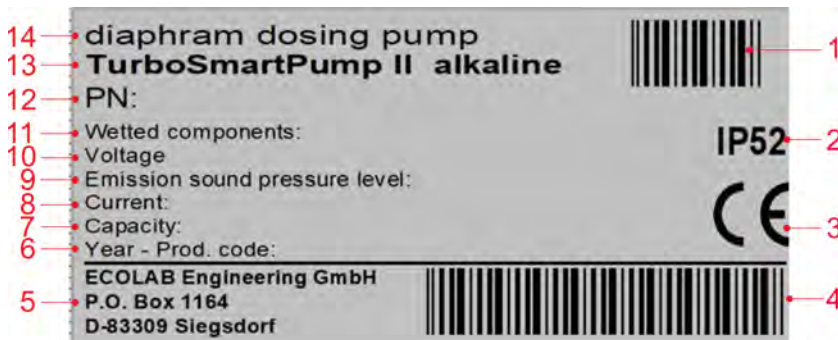 14 diaphram dosing pump 1
13 TurboSmartPump II alkaline
12 PN:
11 Wetted components:
IP52 2
10 Voltage
9 Emission sound pressure level:
8 Current:
7 Capacity:
CE 3
6 Year - Prod. code:
ECOLAB Engineering GmbH
5 P.O. Box 1164 4
D-83309 Siegsdorf